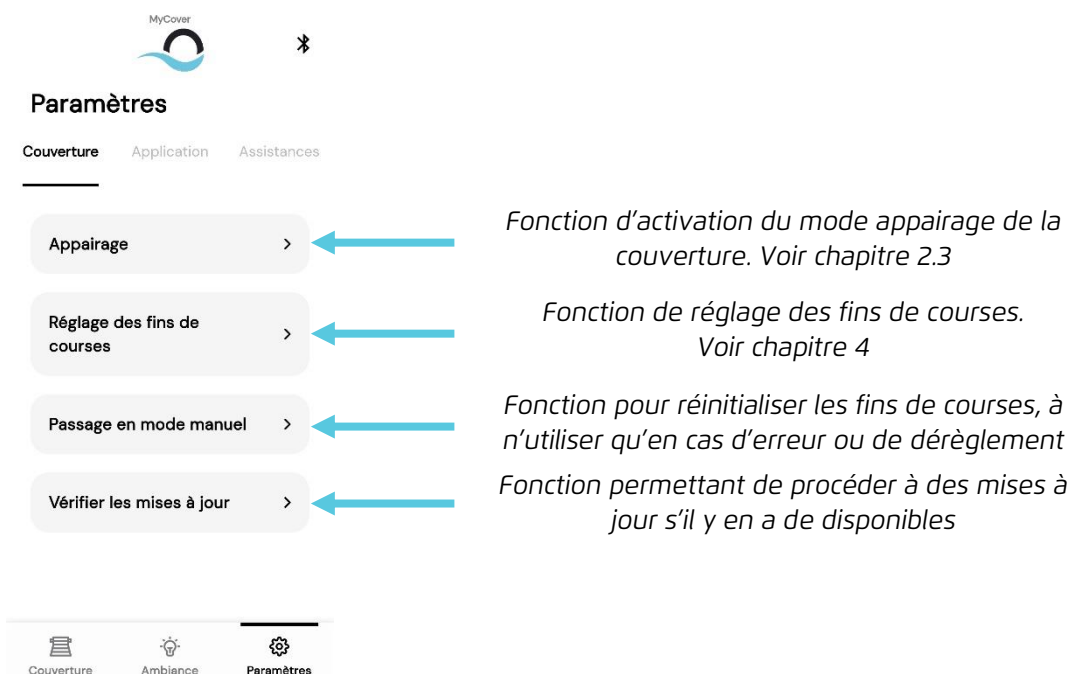 MyCover
Paramètres
Couverture Application Assistances
Appairage
Fonction d'activation du mode appairage de la
couverture. Voir chapitre 2.3
Réglage des fins de
courses
Fonction de réglage des fins de courses.
Voir chapitre 4
Passage en mode manuel
Fonction pour réinitialiser les fins de courses, à
n'utiliser qu'en cas d'erreur ou de dérèglement
Vérifier les mises à jour
Fonction permettant de procéder à des mises à
jour s'il y en a de disponibles
Couverture Ambiance Paramètres